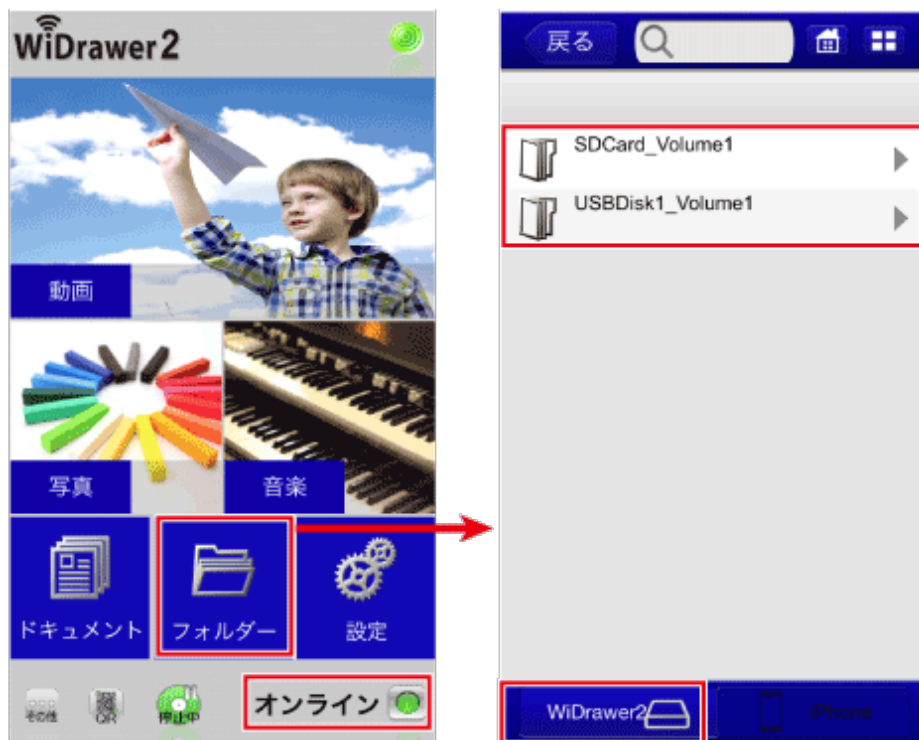 WiDrawer2
動画
写真
音楽
ドキュメント
フォルダー
設定
その他
QR
停止中
オンライン
戻る
SDCard_Volume1
USBDisk1_Volume1
WiDrawer2
iPhone